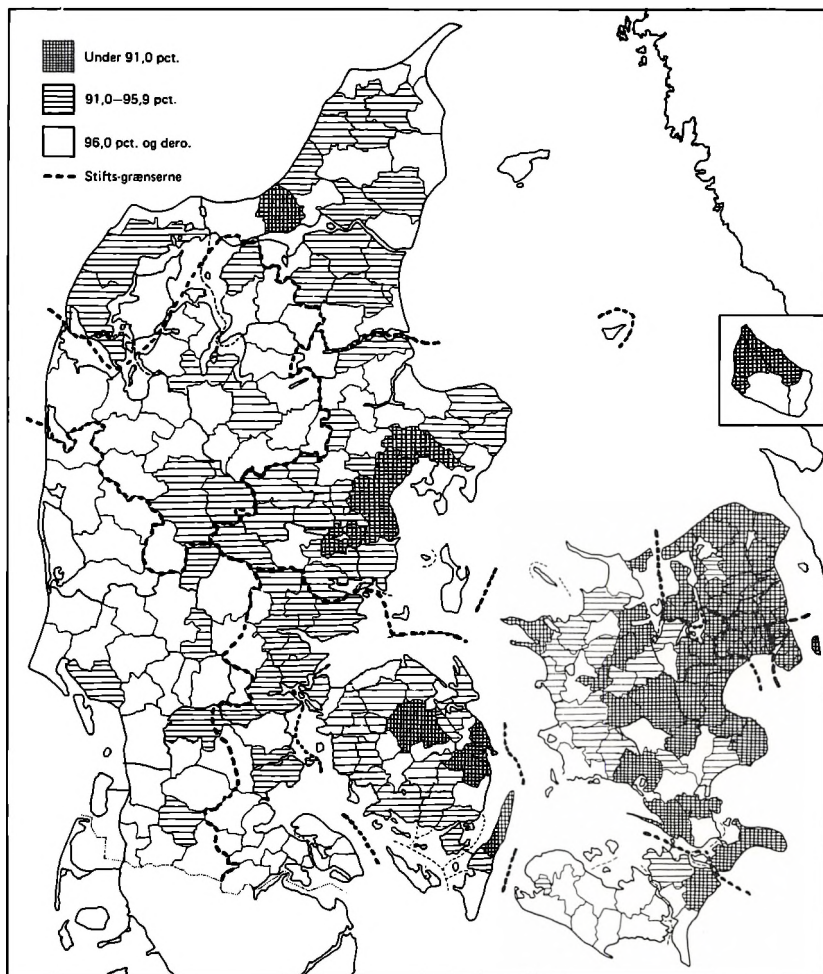 Under 91,0 pct.
91,0—95,9 pct.
96,0 pct. og dero.
Stifts-grænserne